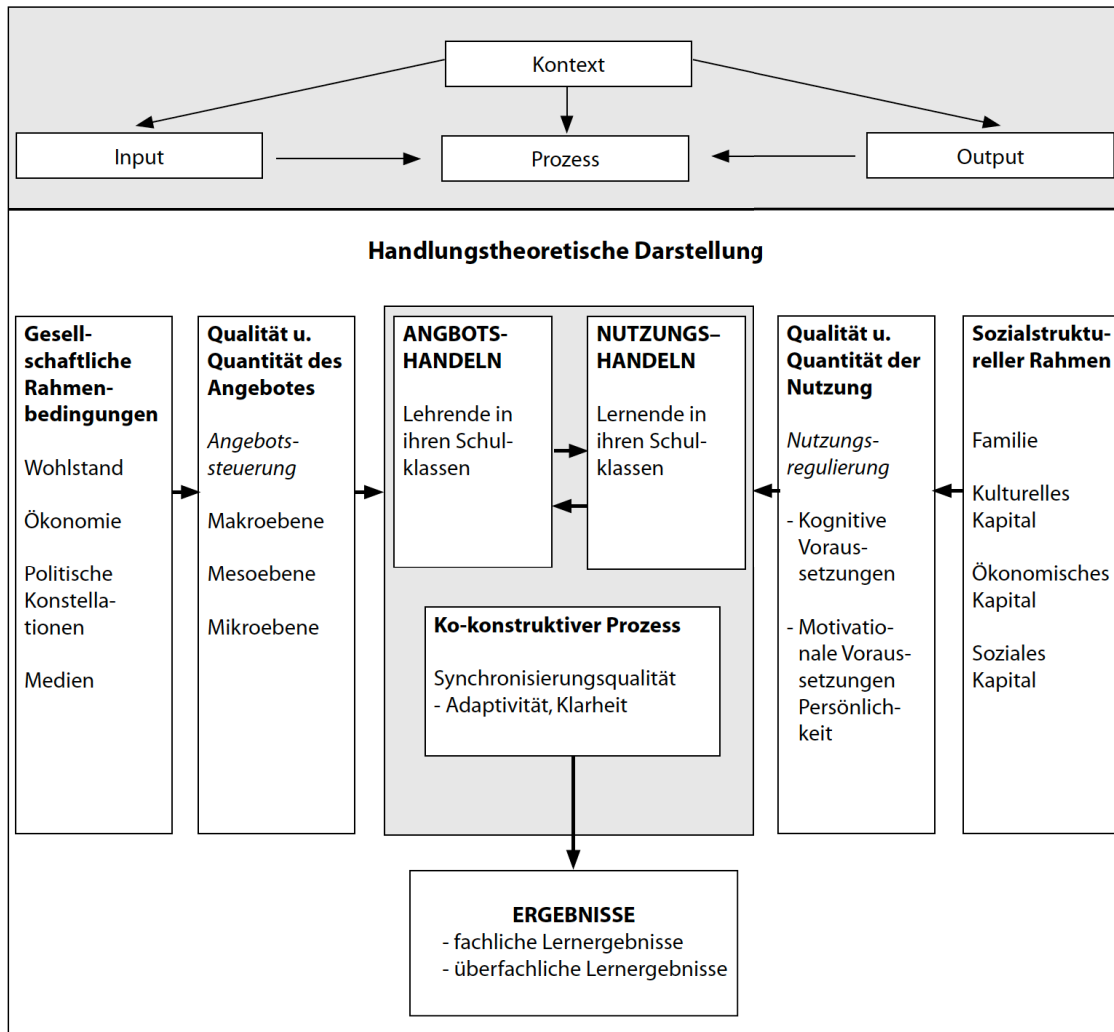 Kontext
Input
Prozess
Output
Handlungstheoretische Darstellung
Gesell-
schaftliche
Rahmen-
bedingungen
Wohlstand
Ökonomie
Politische
Konstella-
tionen
Medien
Qualität u.
Quantität des
Angebotes
Angebots-
steuerung
Makroebene
Mesoebene
Mikroebene
ANGBOTS-
HANDELN
Lehrende in
ihren Schul-
klassen
NUTZUNGS–
HANDELN
Lernende in
ihren Schul-
klassen
Ko-konstruktiver Prozess
Synchronisierungsqualität
- Adaptivität, Klarheit
Qualität u.
Quantität der
Nutzung
Nutzungs-
regulierung
- Kognitive
Voraus-
setzungen
- Motivatio-
nale Voraus-
setzungen
Persönlich-
keit
Sozialstruktu-
reller Rahmen
Familie
Kulturelles
Kapital
Ökonomisches
Kapital
Soziales
Kapital
ERGEBNISSE
- fachliche Lernergebnisse
- überfachliche Lernergebnisse